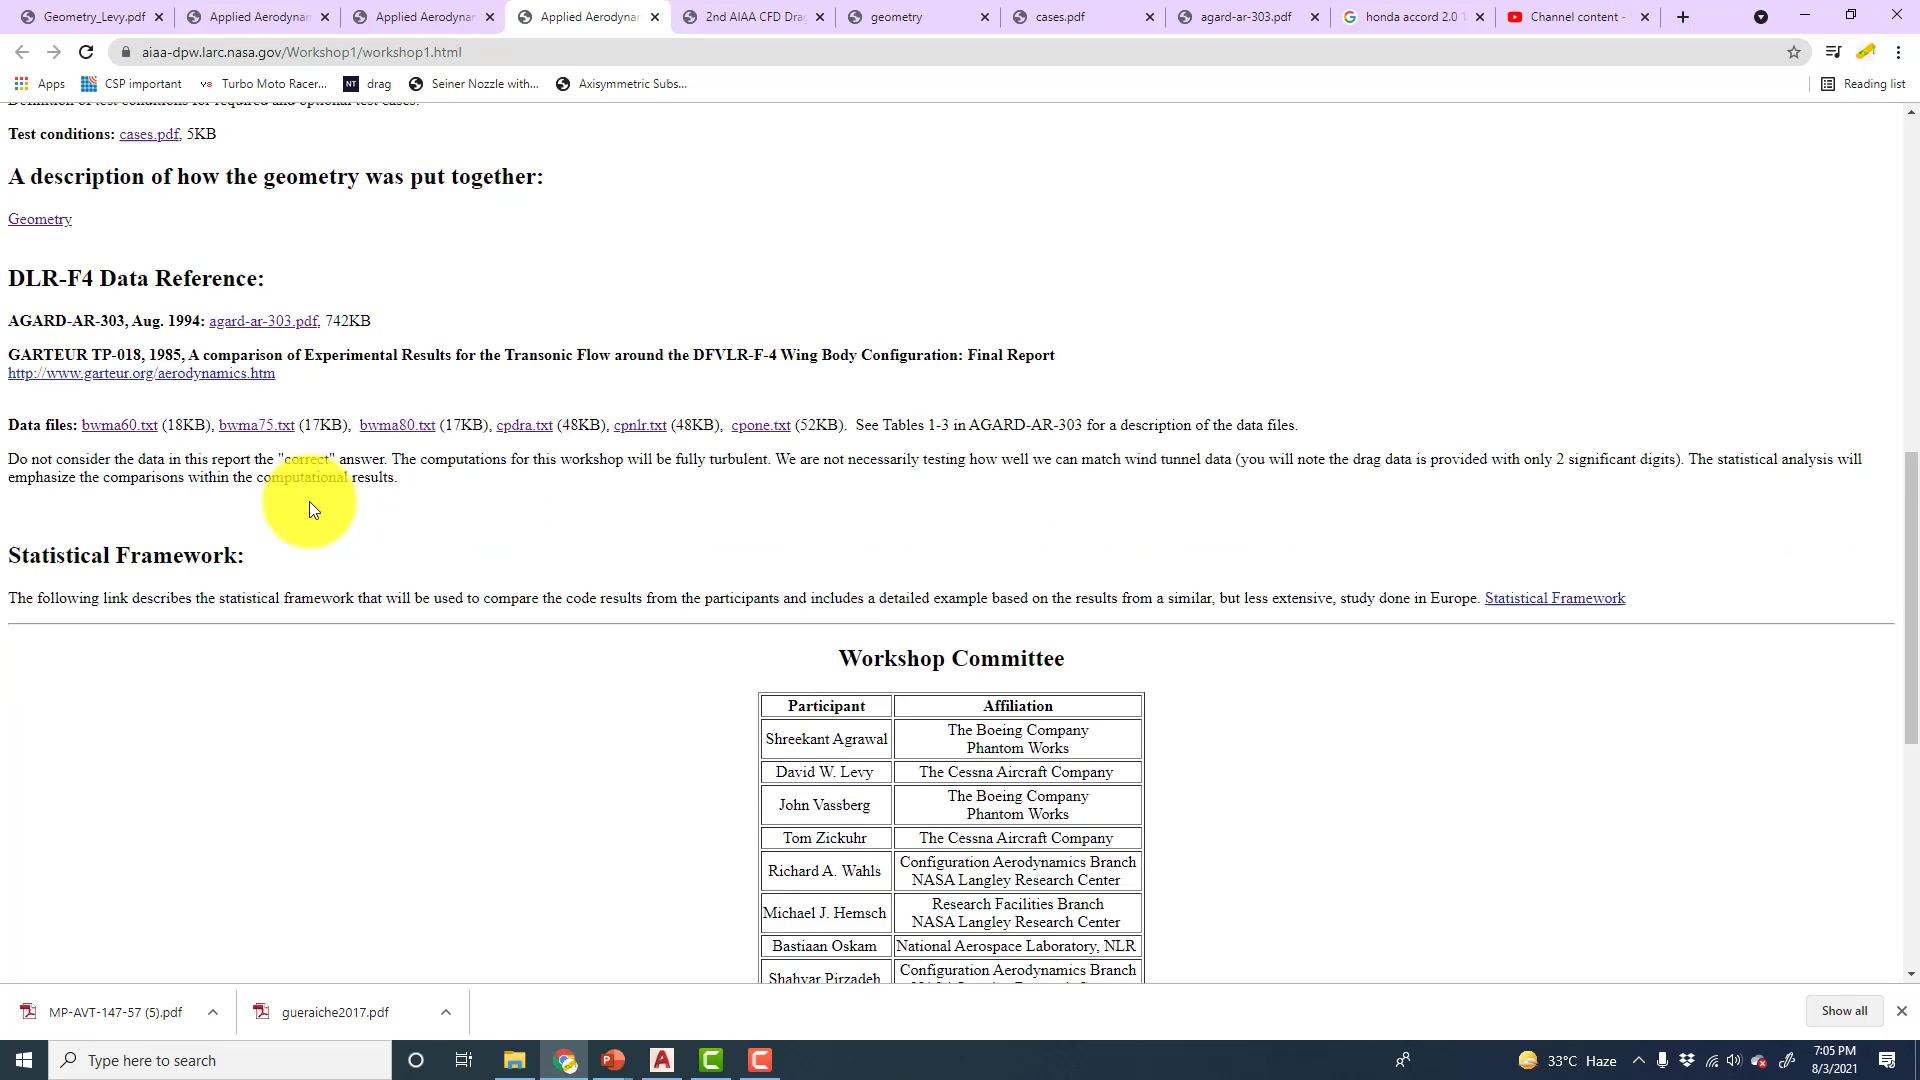 Geometry_Levy.pdf
Applied Aerodynam
Applied Aerodynam
Applied Aerodynam
2nd AIAA CFD Drag
geometry
cases.pdf
agard-ar-303.pdf
honda accord 2.0
Channel content -
aiaa-dpw.larc.nasa.gov/Workshop1/workshop1.html
Apps
CSP important
Turbo Moto Racer...
NT
drag
Seiner Nozzle with...
Axisymmetric Subs...
Reading list
Definition of test conditions for required and optional test cases.
Test conditions: cases.pdf, 5KB
A description of how the geometry was put together:
Geometry
DLR-F4 Data Reference:
AGARD-AR-303, Aug. 1994: agard-ar-303.pdf, 742KB
GARTEUR TP-018, 1985, A comparison of Experimental Results for the Transonic Flow around the DFVLR-F-4 Wing Body Configuration: Final Report
http://www.garteur.org/aerodynamics.htm
Data files: bwma60.txt (18KB), bwma75.txt (17KB), bwma80.txt (17KB), cpdra.txt (48KB), cpnlr.txt (48KB), cpone.txt (52KB). See Tables 1-3 in AGARD-AR-303 for a description of the data files.
Do not consider the data in this report the "correct" answer. The computations for this workshop will be fully turbulent. We are not necessarily testing how well we can match wind tunnel data (you will note the drag data is provided with only 2 significant digits). The statistical analysis will
emphasize the comparisons within the computational results.
Statistical Framework:
The following link describes the statistical framework that will be used to compare the code results from the participants and includes a detailed example based on the results from a similar, but less extensive, study done in Europe. Statistical Framework
Workshop Committee
Participant
Affiliation
Shreekant Agrawal
The Boeing Company
Phantom Works
David W. Levy
The Cessna Aircraft Company
John Vassberg
The Boeing Company
Phantom Works
Tom Zickuhr
The Cessna Aircraft Company
Richard A. Wahls
Configuration Aerodynamics Branch
NASA Langley Research Center
Michael J. Hemsch
Research Facilities Branch
NASA Langley Research Center
Bastiaan Oskam
National Aerospace Laboratory, NLR
Shahyar Pirzadeh
Configuration Aerodynamics Branch
MP-AVT-147-57 (5).pdf
gueraiche2017.pdf
Show all
Type here to search
33°C Haze
7:05 PM
8/3/2021